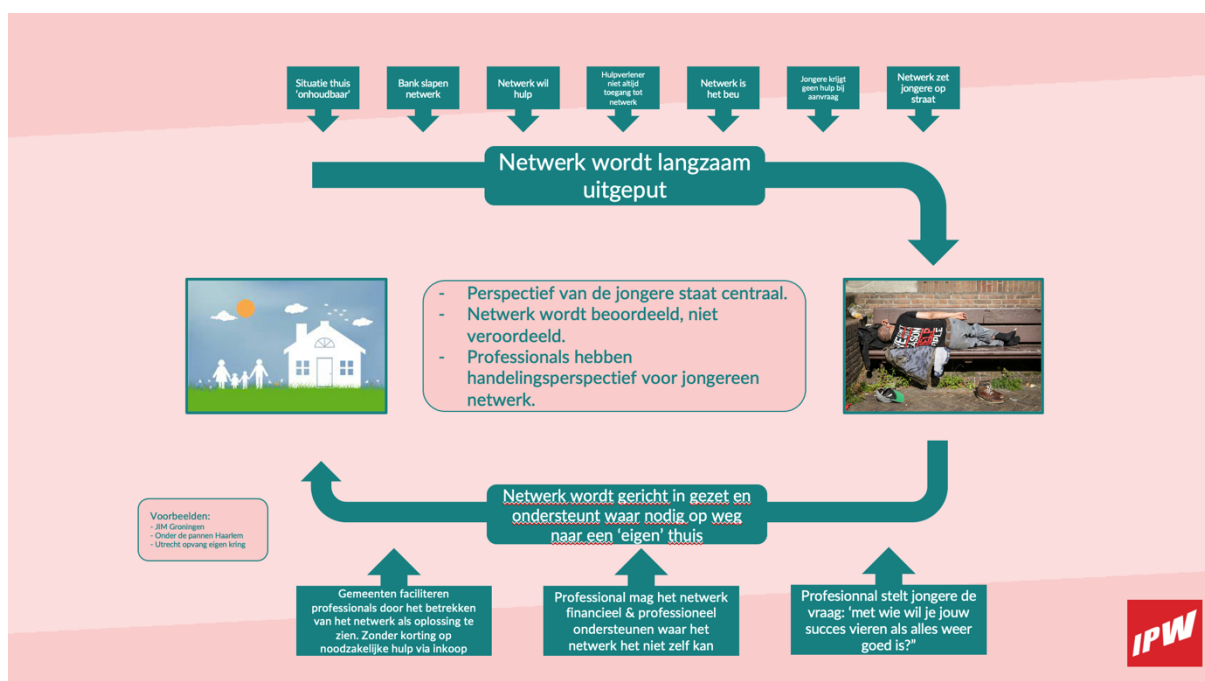 Situatie thuis
'onhoudbaar'
Bank slapen
netwerk
Netwerk wil
hulp
Hulpverlener
niet altijd
toegang tot
netwerk
Netwerk is
het beu
Jongere krijgt
geen hulp bij
aanvraag
Netwerk zet
jongere op
straat
Netwerk wordt langzaam
uitgeput
- Perspectief van de jongere staat centraal.
- Netwerk wordt beoordeeld, niet
veroordeeld.
- Professionals hebben
handelingsperspectief voor jongereen
netwerk.
Netwerk wordt gericht in gezet en
ondersteunt waar nodig op weg
naar een 'eigen' thuis
Voorbeelden:
- JIM Groningen
- Onder de pannen Haarlem
- Utrecht opvang eigen kring
Gemeenten faciliteren
professionals door het betrekken
van het netwerk als oplossing te
zien. Zonder korting op
noodzakelijke hulp via inkoop
Professional mag het netwerk
financieel & professioneel
ondersteunen waar het
netwerk het niet zelf kan
Profesionnal stelt jongere de
vraag: 'met wie wil je jouw
succes vieren als alles weer
goed is?"
IPW